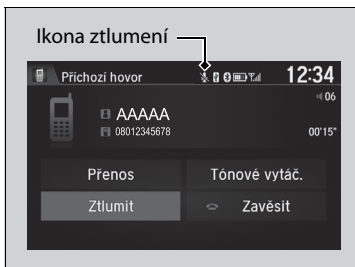 Ikona ztlumení
Příchozí hovor 12:34
06
AAAAA
08012345678 00'15"
Přenos Tónové vytáč.
Ztlumit Zavěsit